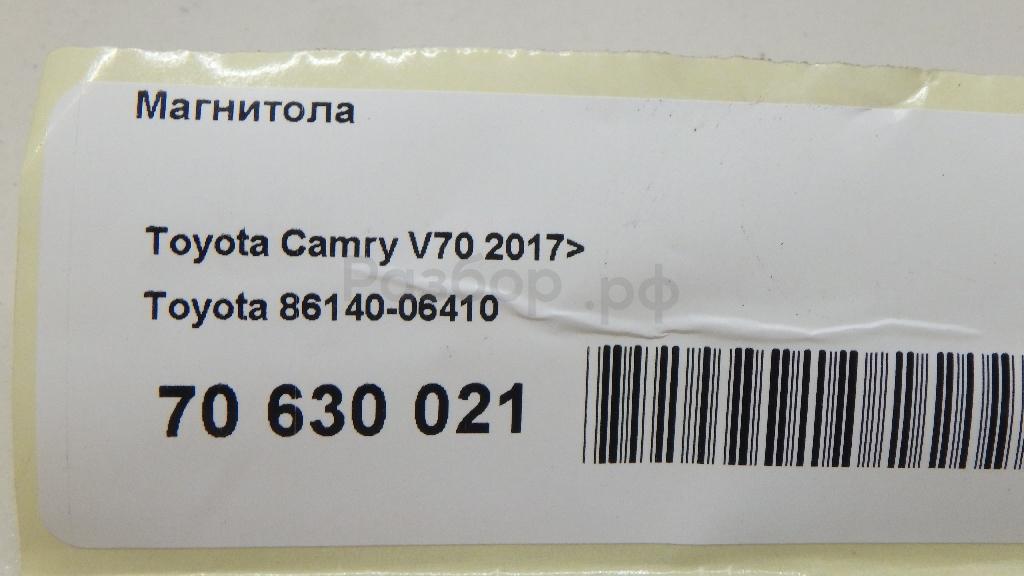 Магнитола
Toyota Camry V70 2017>
Разбор.рф
Toyota 86140-06410
70 630 021